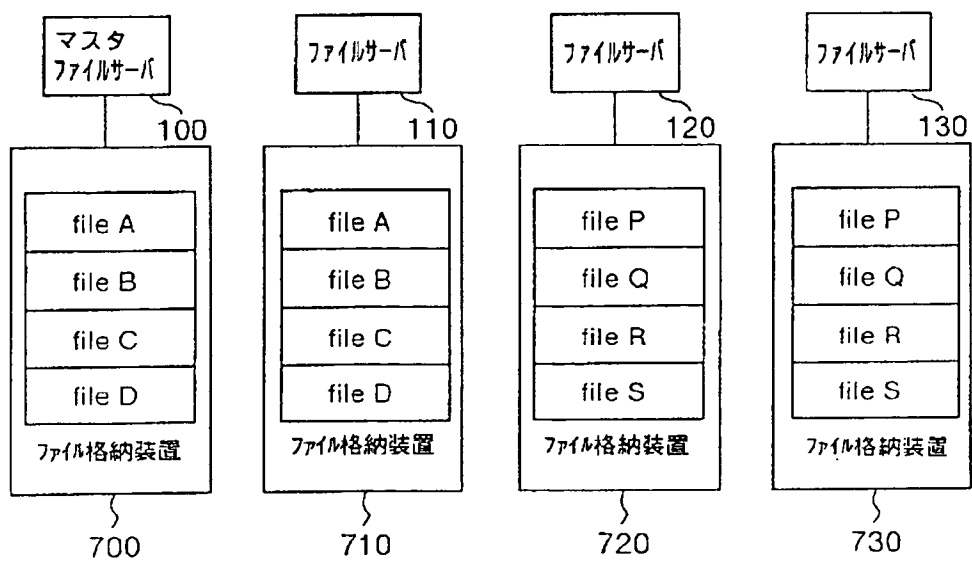 マスタ
ファイルサーバ
ファイルサーバ
ファイルサーバ
ファイルサーバ
100
110
120
130
file A
file A
file P
file P
file B
file B
file Q
file Q
file C
file C
file R
file R
file D
file D
file S
file S
ファイル格納装置
ファイル格納装置
ファイル格納装置
ファイル格納装置
700
710
720
730